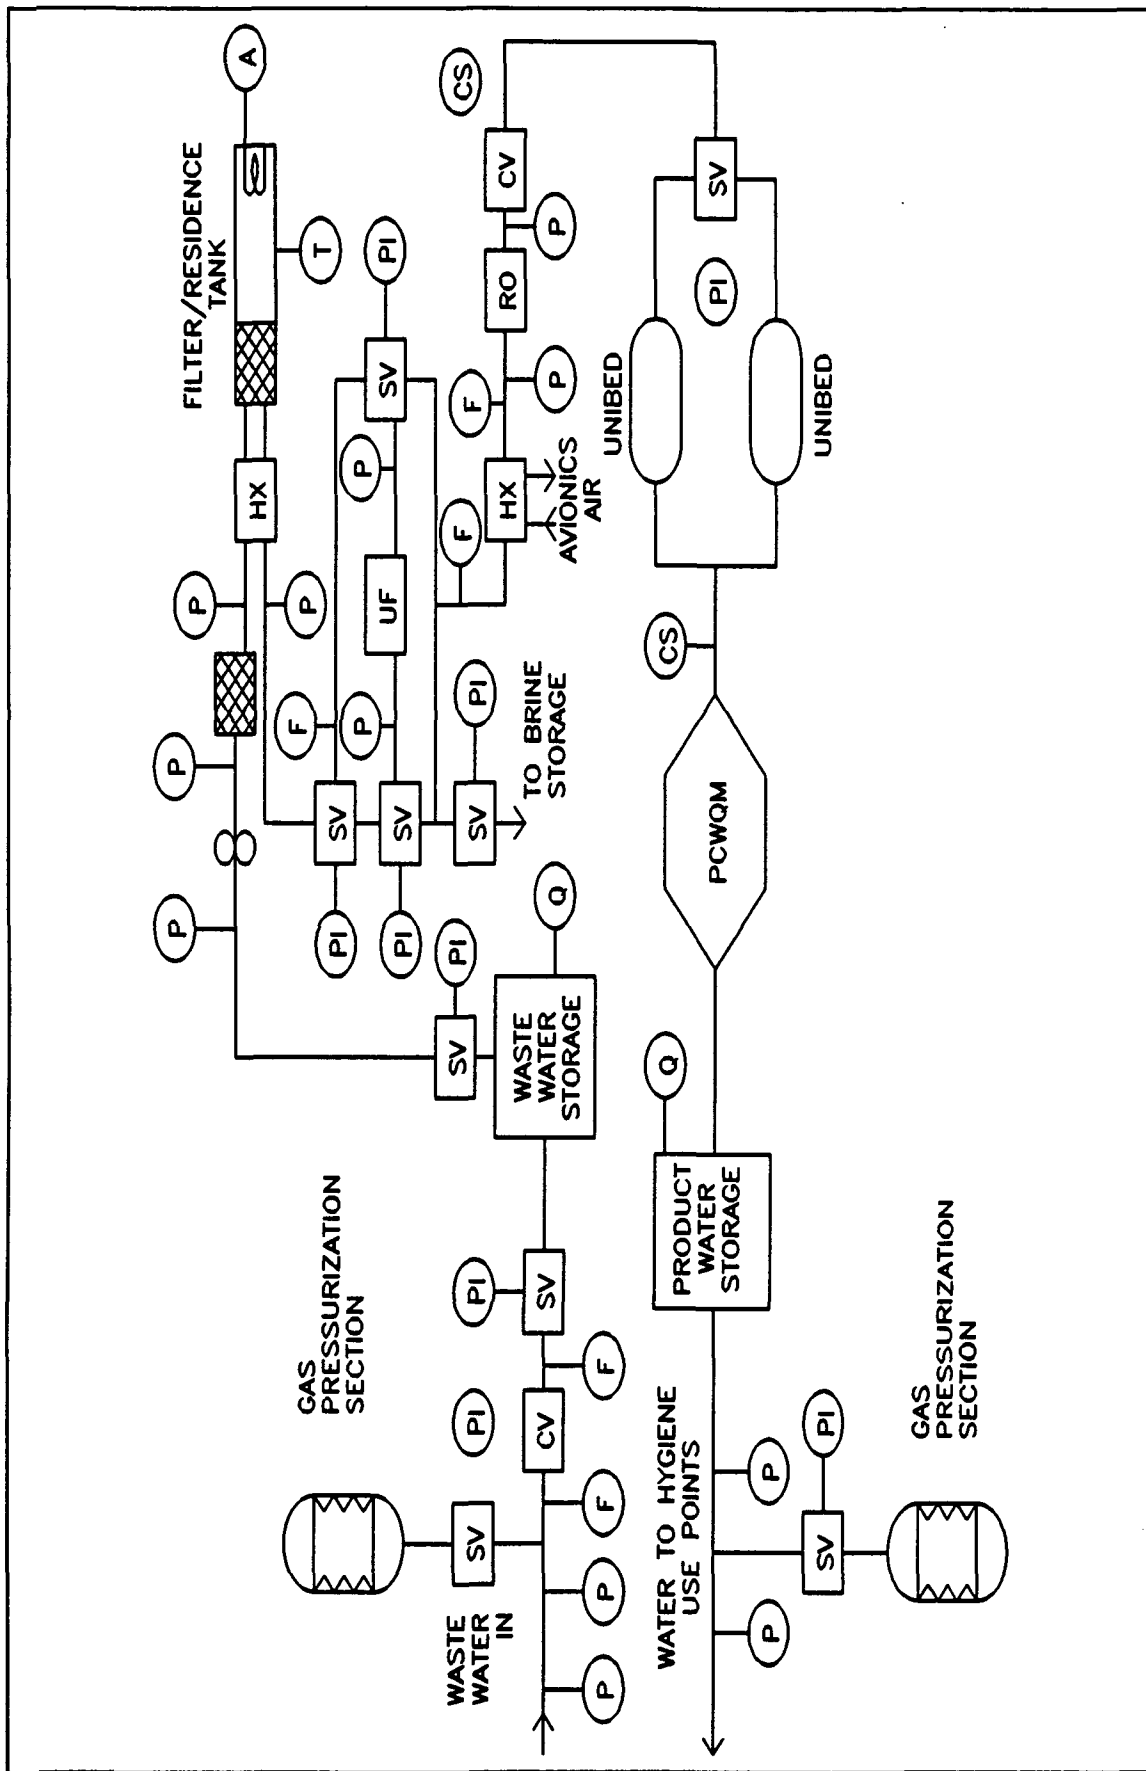 P
P
P
FILTER/RESIDENCE
TANK
HX
A
F
P
T
GAS
PRESSURIZATION
SECTION
PI
SV
P
UF
P
SV
PI
PI
SV
WASTE
WATER
IN
SV
PI
PI
SV
PI
SV
PI
F
F
CS
CV
SV
WASTE
WATER
STORAGE
Q
TO BRINE
STORAGE
HX
RO
CV
AVIONICS
AIR
P
P
P
P
F
F
WATER TO HYGIENE
USE POINTS
PRODUCT
WATER
STORAGE
Q
PCWQM
CS
UNIBED
PI
SV
UNIBED
P
P
SV
PI
GAS
PRESSURIZATION
SECTION